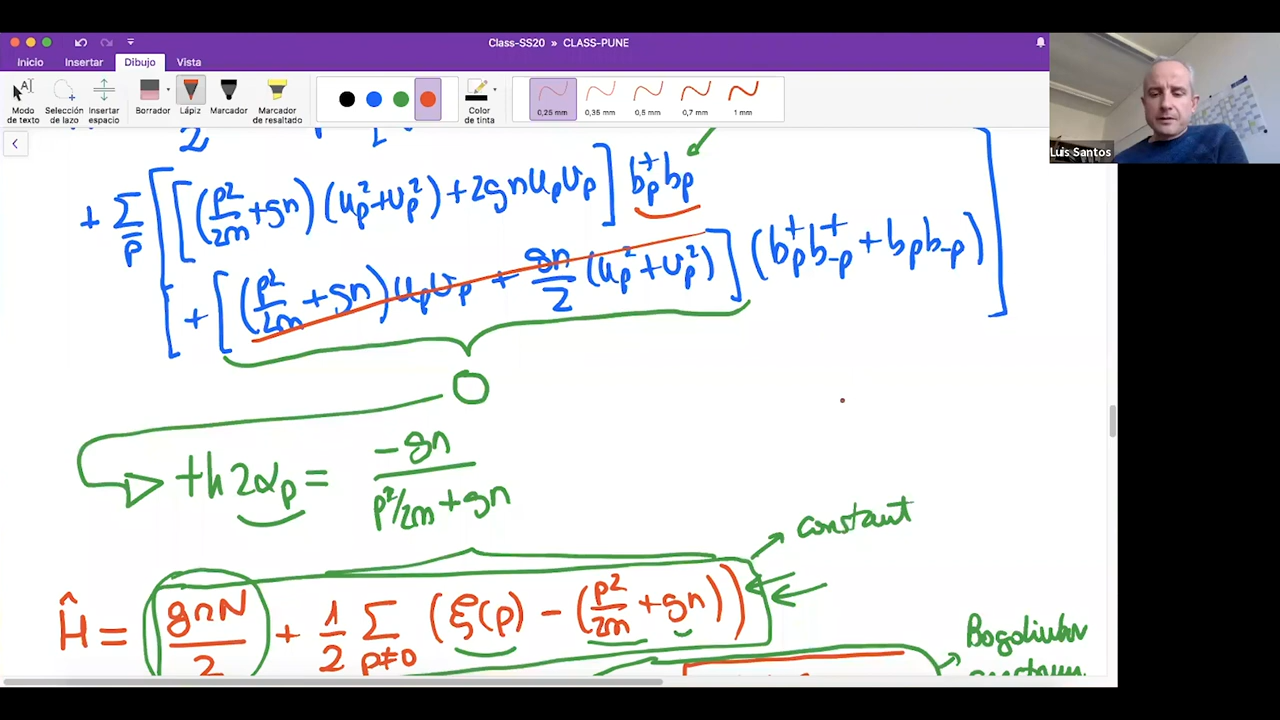 Class-SS20 » CLASS-PUNE
Inicio Insertar Dibujo Vista
Modo de texto Selección de lazo Insertar espacio Borrador Lápiz Marcador Marcador de resaltado Color de tinta 0,25 mm 0,35 mm 0,5 mm 0,7 mm 1 mm
Luis Santos
2
+ ∑_p̄ [ [ (p²/2m + gn) (u_p² + v_p²) + 2gn u_p v_p ] b_p⁺ b_p
+ [ (p²/2m + gn) u_p v_p + gn/2 (u_p² + v_p²) ] (b_p⁺ b_-p⁺ + b_p b_-p) ]
0
th 2α_p = -gn / (p²/2m + gn)
constant
Ĥ = gnN/2 + 1/2 ∑_p≠0 (ξ(p) − (p²/2m + gn))
Bogoliubov
spectrum